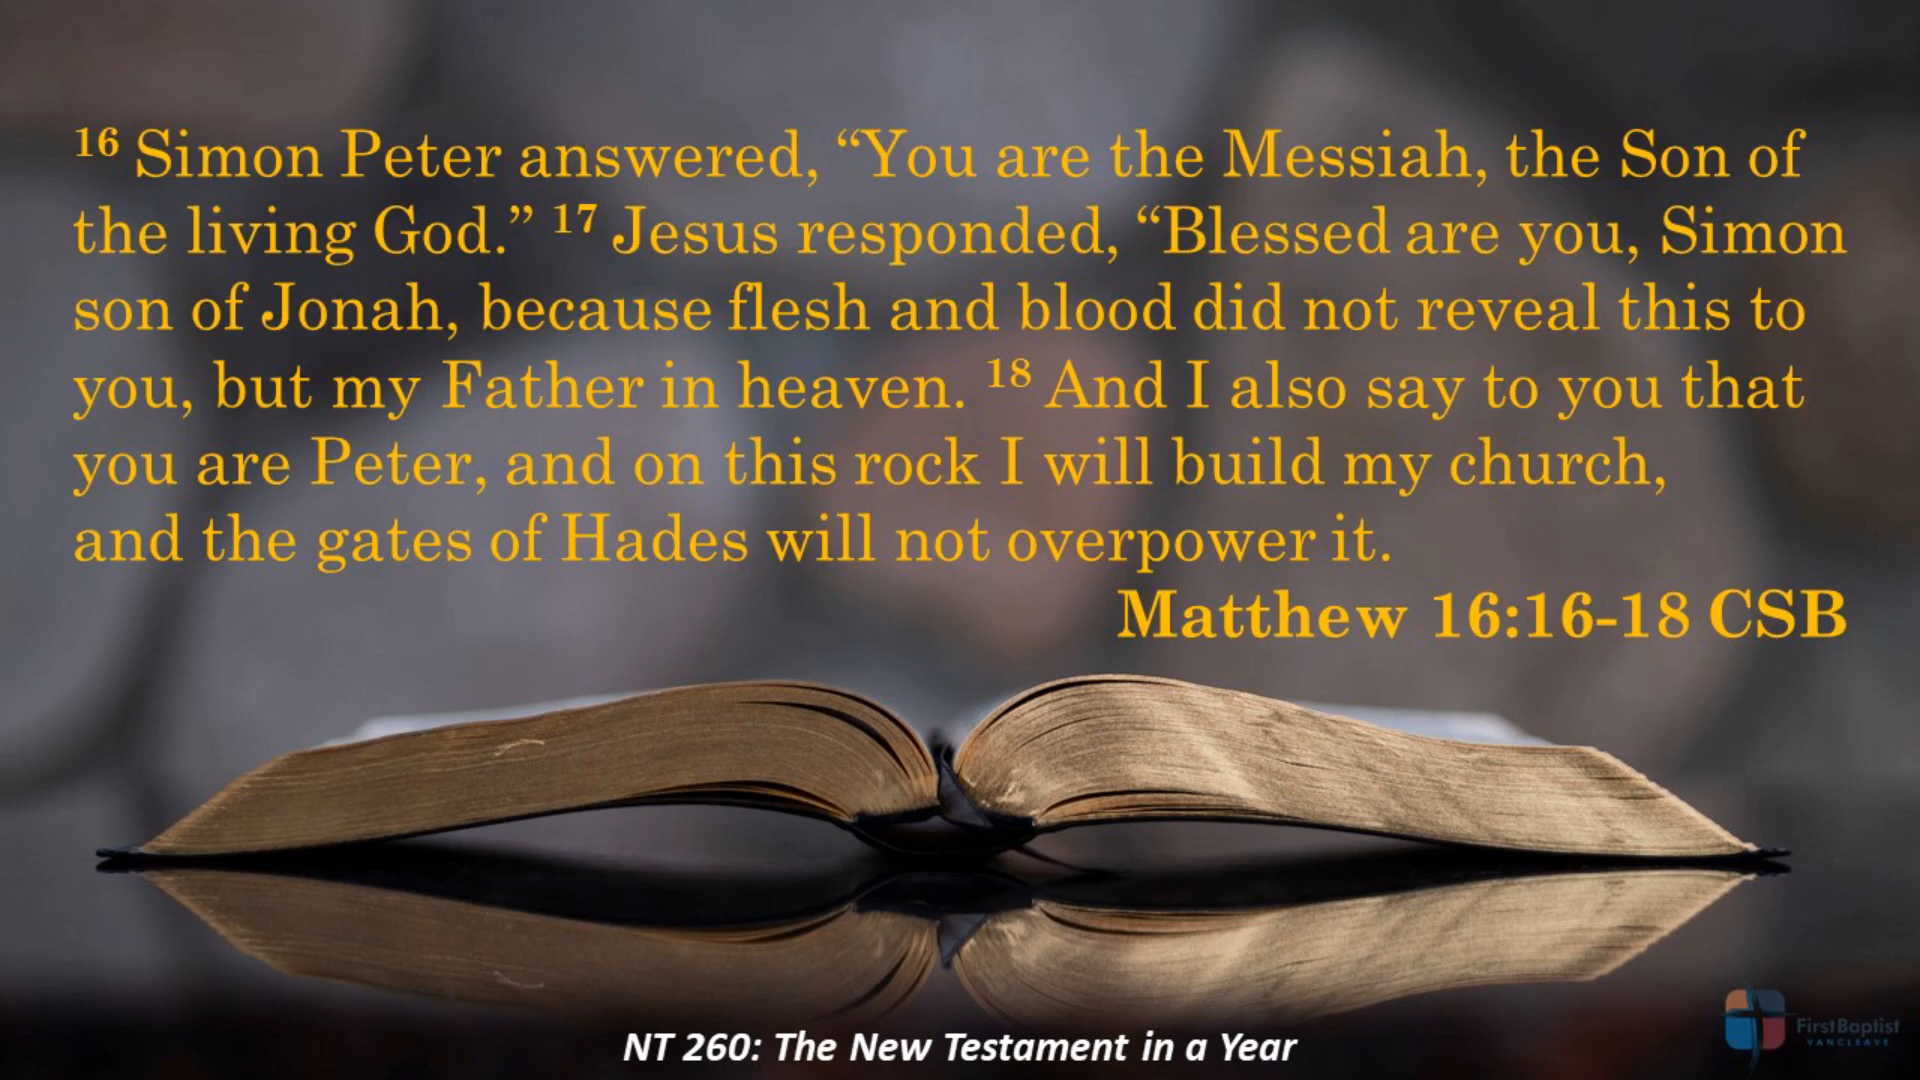 16 Simon Peter answered, “You are the Messiah, the Son of
the living God.” 17 Jesus responded, “Blessed are you, Simon
son of Jonah, because flesh and blood did not reveal this to
you, but my Father in heaven. 18 And I also say to you that
you are Peter, and on this rock I will build my church,
and the gates of Hades will not overpower it.
Matthew 16:16-18 CSB
NT 260: The New Testament in a Year
FirstBaptist
VANCLEAVE